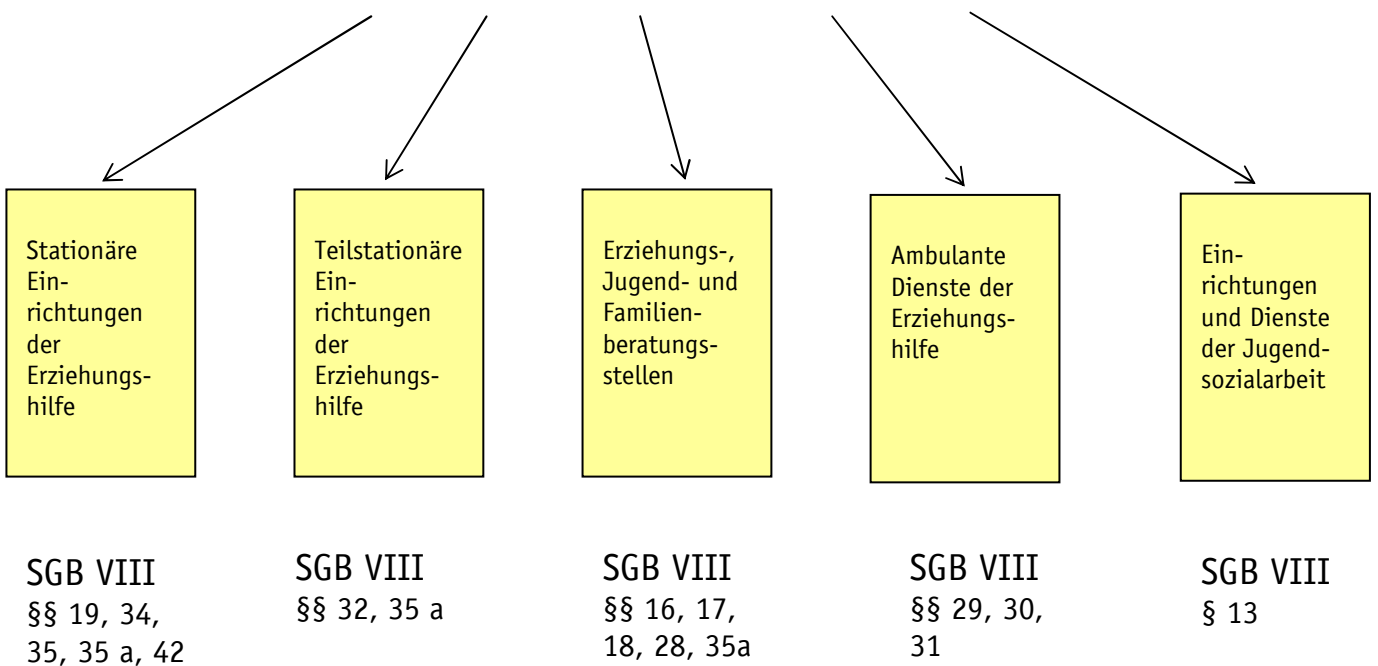 Stationäre
Ein-
richtungen
der
Erziehungs-
hilfe
Teilstationäre
Ein-
richtungen
der
Erziehungs-
hilfe
Erziehungs-,
Jugend- und
Familien-
beratungs-
stellen
Ambulante
Dienste der
Erziehungs-
hilfe
Ein-
richtungen
und Dienste
der Jugend-
sozialarbeit
SGB VIII
§§ 19, 34,
35, 35 a, 42
SGB VIII
§§ 32, 35 a
SGB VIII
§§ 16, 17,
18, 28, 35a
SGB VIII
§§ 29, 30,
31
SGB VIII
§ 13